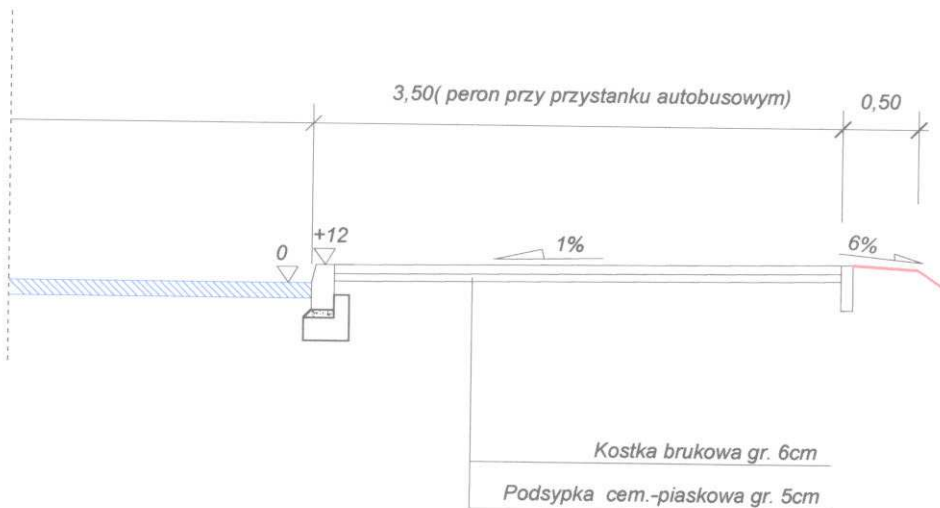 3,50( peron przy przystanku autobusowym)
0,50
0
+12
1%
6%
Kostka brukowa gr. 6cm
Podsypka cem.-piaskowa gr. 5cm